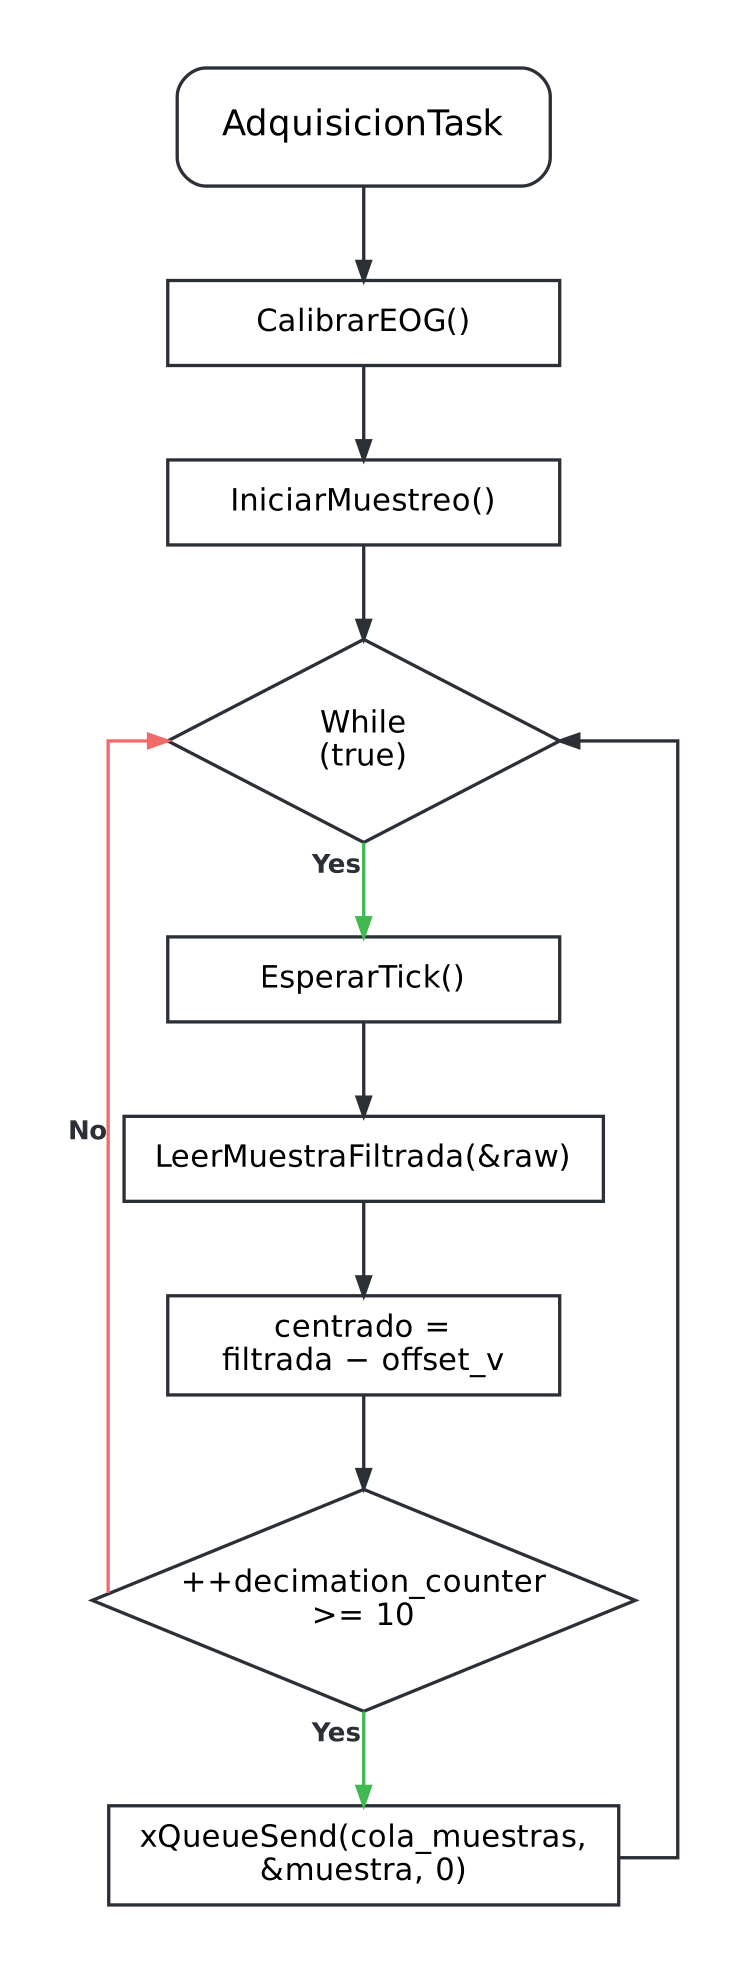 AdquisicionTask
CalibrarEOG()
IniciarMuestreo()
While
(true)
Yes
EsperarTick()
No
LeerMuestraFiltrada(&raw)
centrado =
filtrada − offset_v
++decimation_counter
>= 10
Yes
xQueueSend(cola_muestras,
&muestra, 0)